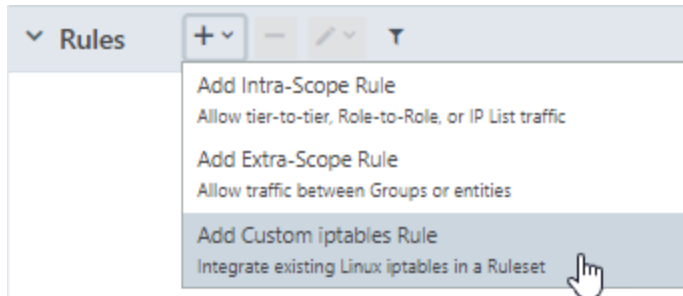 Rules
Add Intra-Scope Rule
Allow tier-to-tier, Role-to-Role, or IP List traffic
Add Extra-Scope Rule
Allow traffic between Groups or entities
Add Custom iptables Rule
Integrate existing Linux iptables in a Ruleset